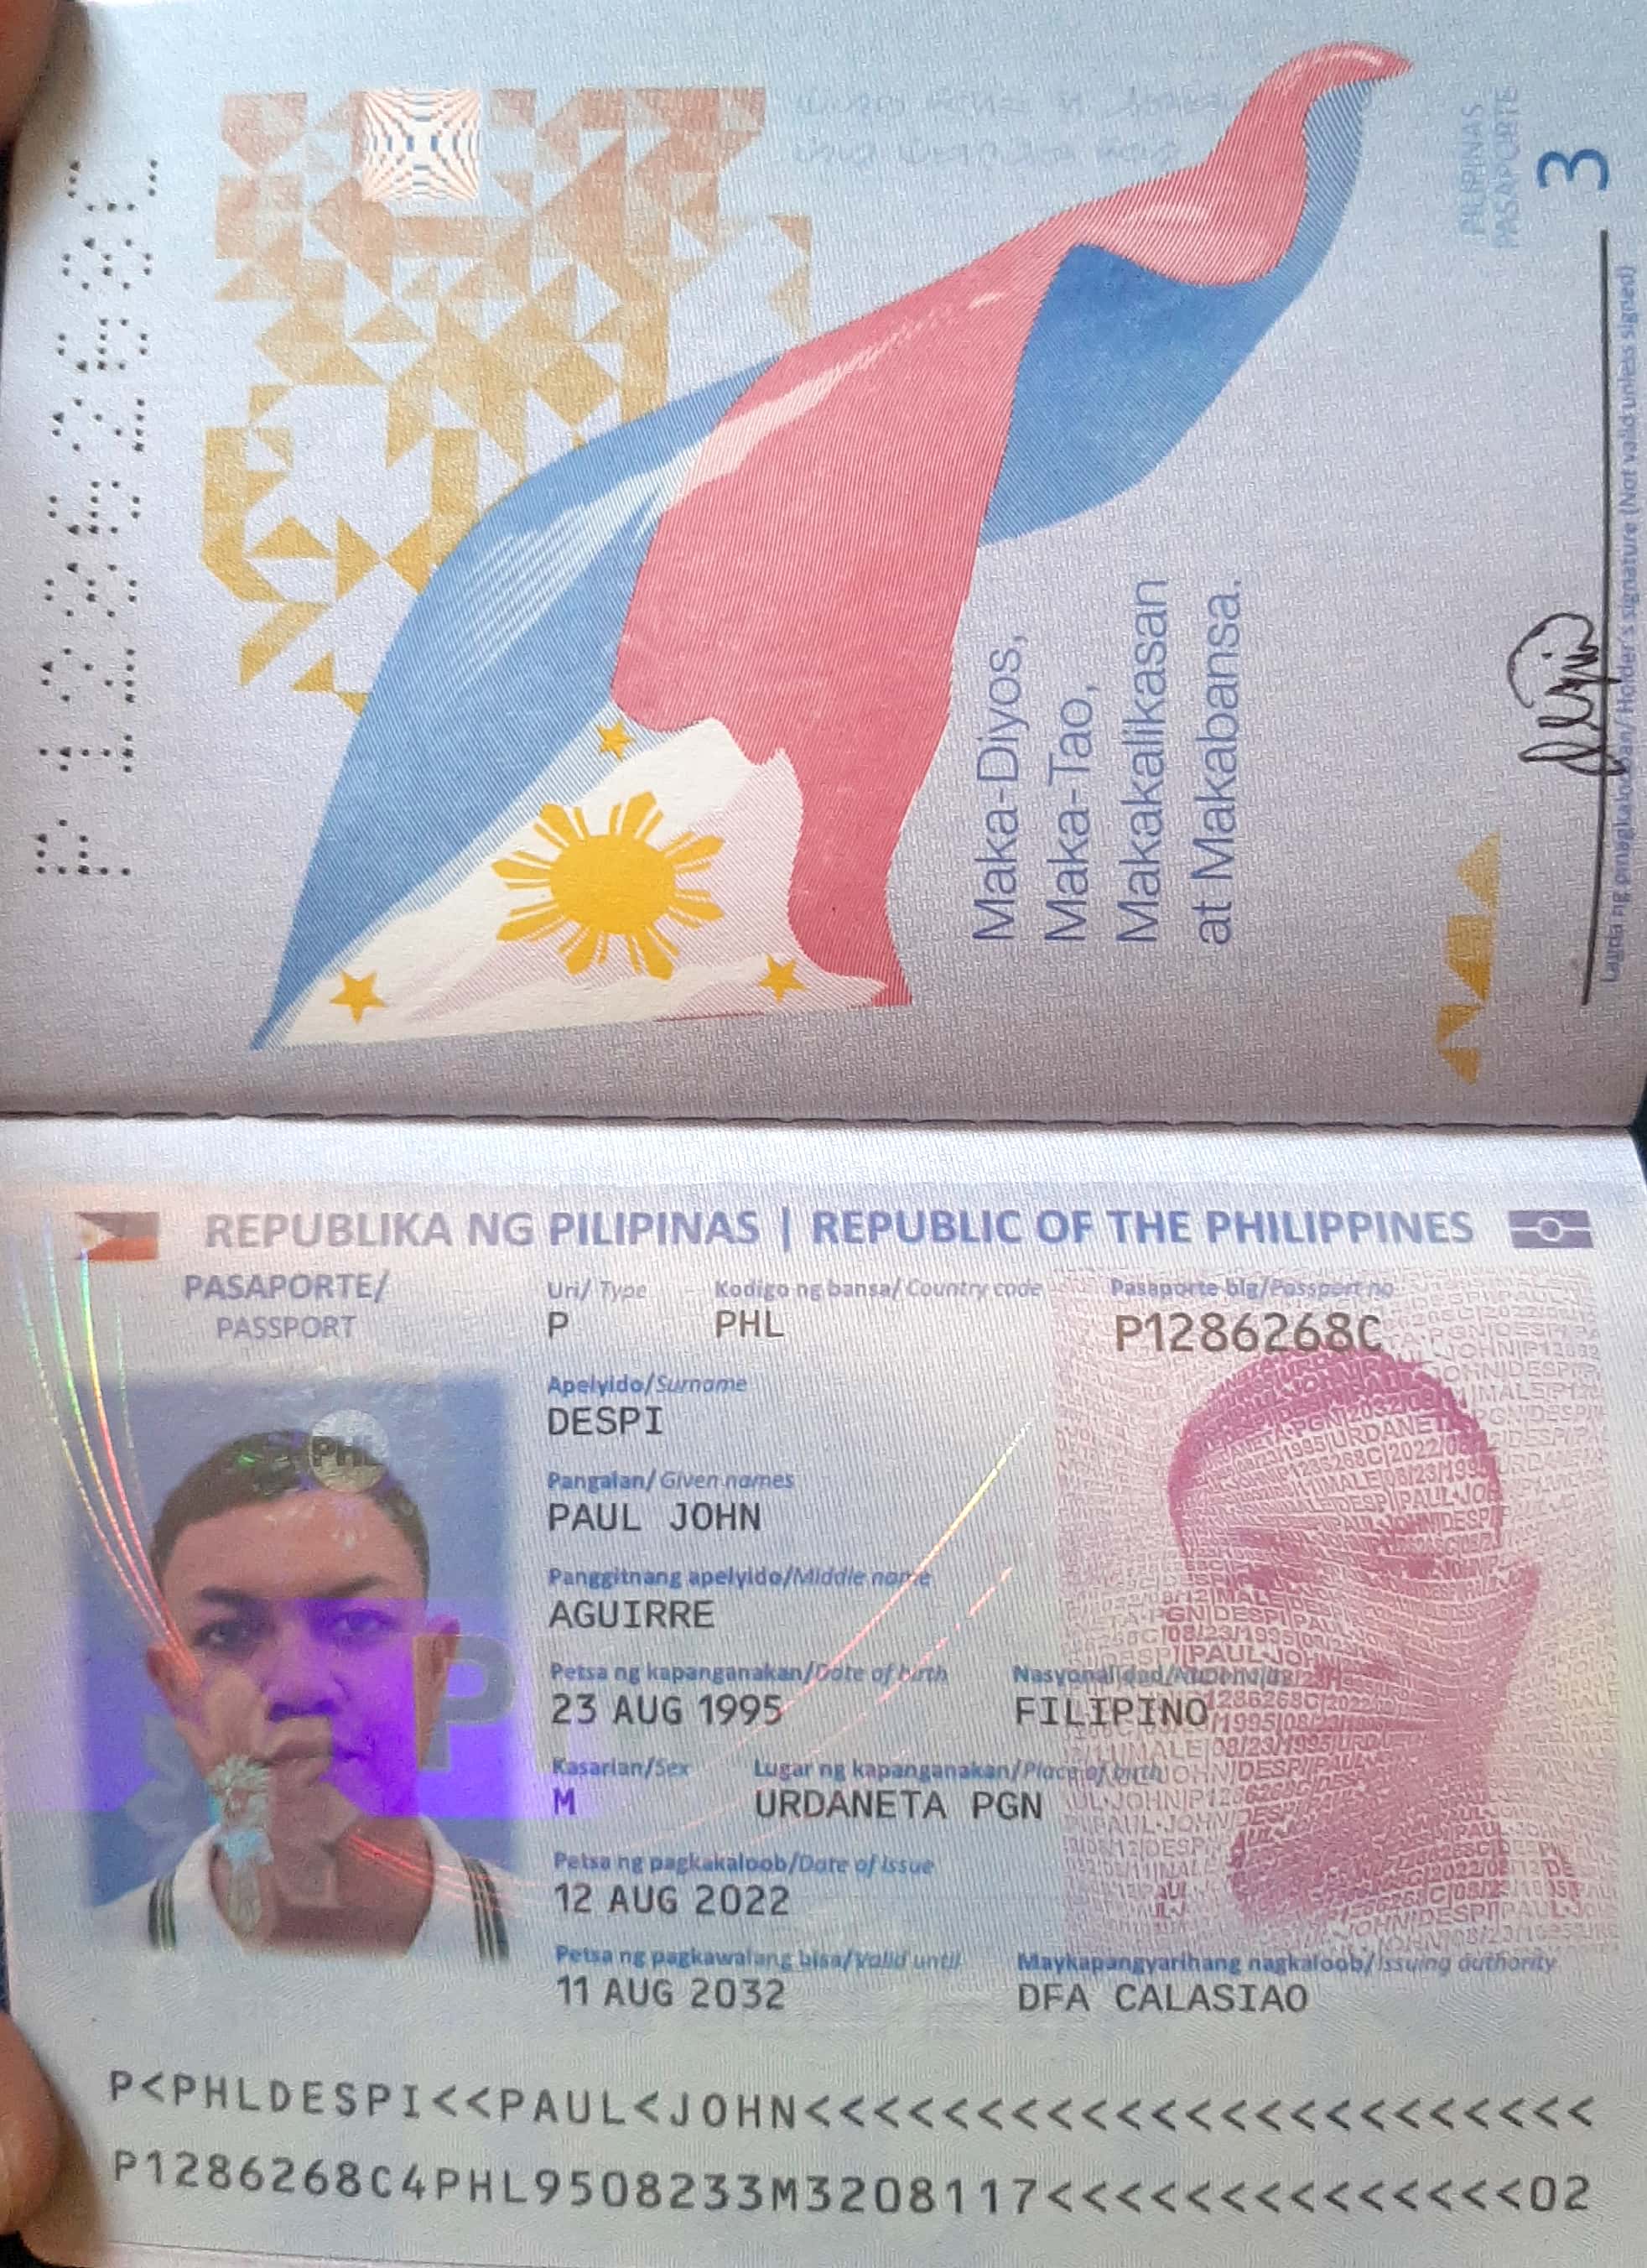 P1286268C
PILIPINAS
PASAPORTE
3
Maka-Diyos,
Maka-Tao,
Makakalikasan
at Makabansa.
Lagda ng pinagkalooban/ Holder's signature (Not valid unless signed)
REPUBLIKA NG PILIPINAS | REPUBLIC OF THE PHILIPPINES
PASAPORTE/
PASSPORT
Uri/ Type
P
Kodigo ng bansa/ Country code
PHL
Pasaporte blg/Passport no
P1286268C
Apelyido/Surname
DESPI
Pangalan/ Given names
PAUL JOHN
Panggitnang apelyido/Middle name
AGUIRRE
Petsa ng kapanganakan/Date of birth
23 AUG 1995
Nasyonalidad/Nationality
FILIPINO
Kasarian/Sex
M
Lugar ng kapanganakan/Place of birth
URDANETA PGN
Petsa ng pagkakaloob/Date of issue
12 AUG 2022
Petsa ng pagkawalang bisa/Valid until
11 AUG 2032
Maykapangyarihang nagkaloob/Issuing authority
DFA CALASIAO
PHL
P<PHLDESPI<<PAUL<JOHN<<<<<<<<<<<<<<<<<<<<<<<
P1286268C4PHL9508233M3208117<<<<<<<<<<<<<<02